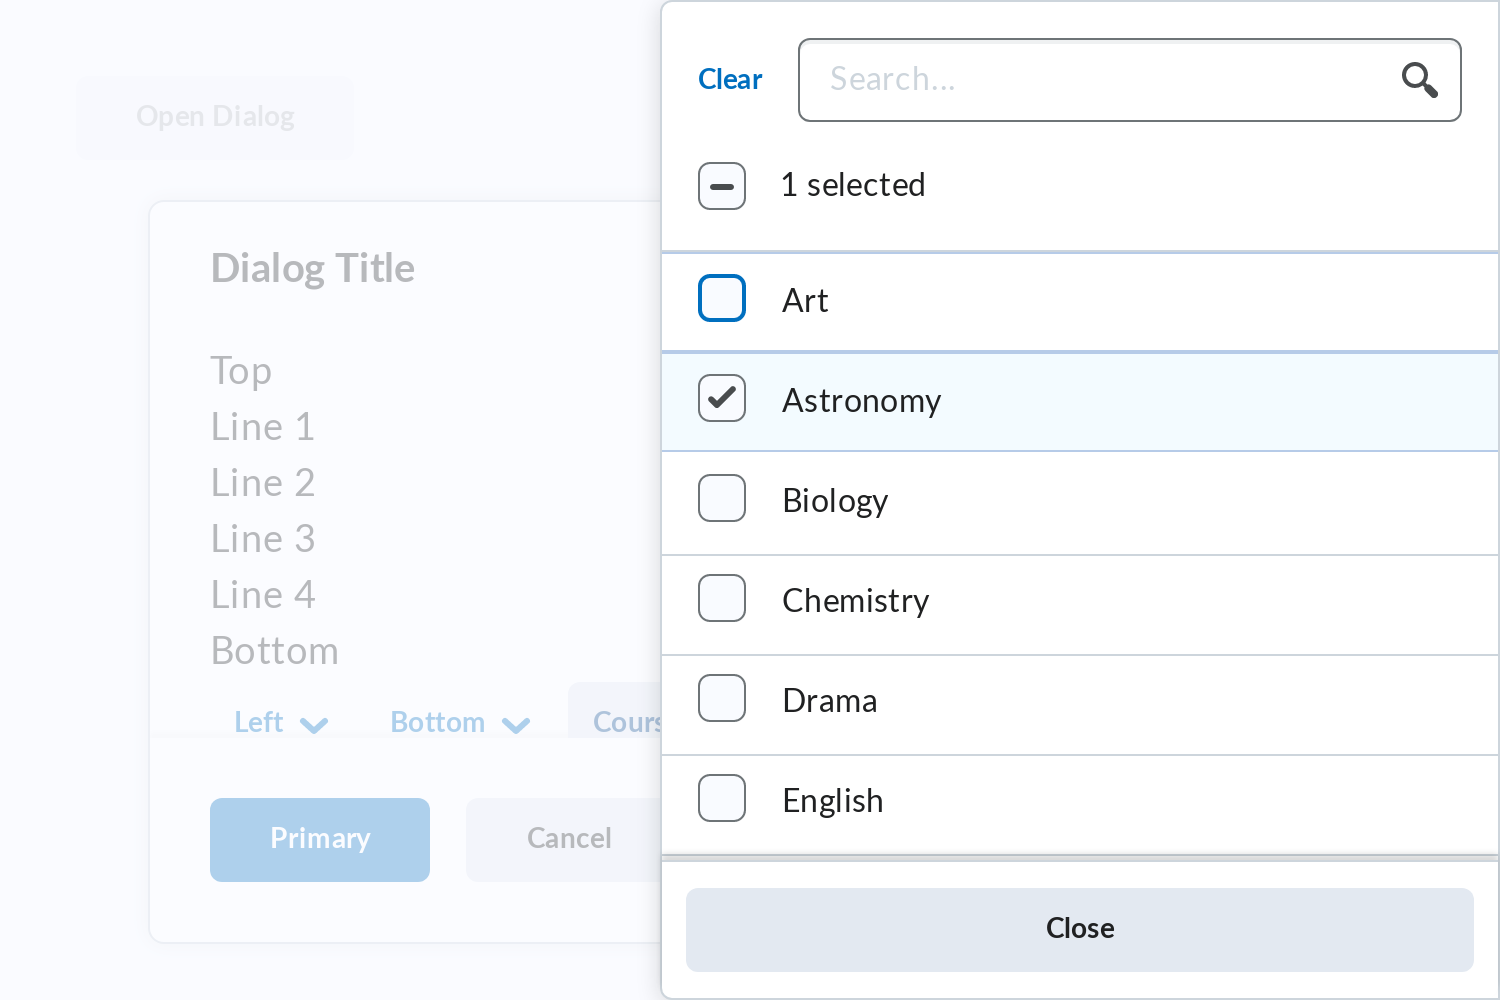 Open Dialog
Dialog Title
Top
Line 1
Line 2
Line 3
Line 4
Bottom
Left
Bottom
Cours
Primary
Cancel
Clear
Search...
1 selected
Art
Astronomy
Biology
Chemistry
Drama
English
Close